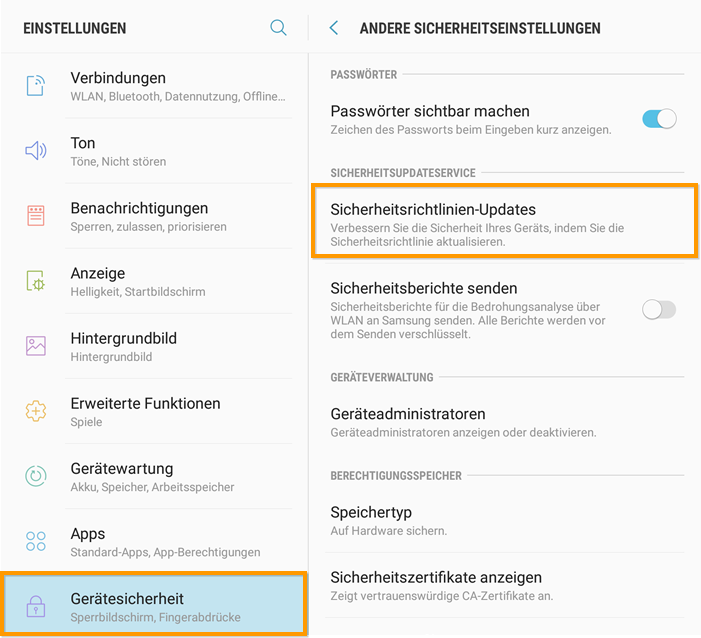 EINSTELLUNGEN
Verbindungen
WLAN, Bluetooth, Datennutzung, Offline...
Ton
Töne, Nicht stören
Benachrichtigungen
Sperren, zulassen, priorisieren
Anzeige
Helligkeit, Startbildschirm
Hintergrundbild
Hintergrundbild
Erweiterte Funktionen
Spiele
Gerätewartung
Akku, Speicher, Arbeitsspeicher
Apps
Standard-Apps, App-Berechtigungen
Gerätesicherheit
Sperrbildschirm, Fingerabdrücke
ANDERE SICHERHEITSEINSTELLUNGEN
PASSWÖRTER
Passwörter sichtbar machen
Zeichen des Passworts beim Eingeben kurz anzeigen.
SICHERHEITSUPDATESERVICE
Sicherheitsrichtlinien-Updates
Verbessern Sie die Sicherheit Ihres Geräts, indem Sie die
Sicherheitsrichtlinie aktualisieren.
Sicherheitsberichte senden
Sicherheitsberichte für die Bedrohungsanalyse über
WLAN an Samsung senden. Alle Berichte werden vor
dem Senden verschlüsselt.
GERÄTEVERWALTUNG
Geräteadministratoren
Geräteadministratoren anzeigen oder deaktivieren.
BERECHTIGUNGSSPEICHER
Speichertyp
Auf Hardware sichern.
Sicherheitszertifikate anzeigen
Zeigt vertrauenswürdige CA-Zertifikate an.